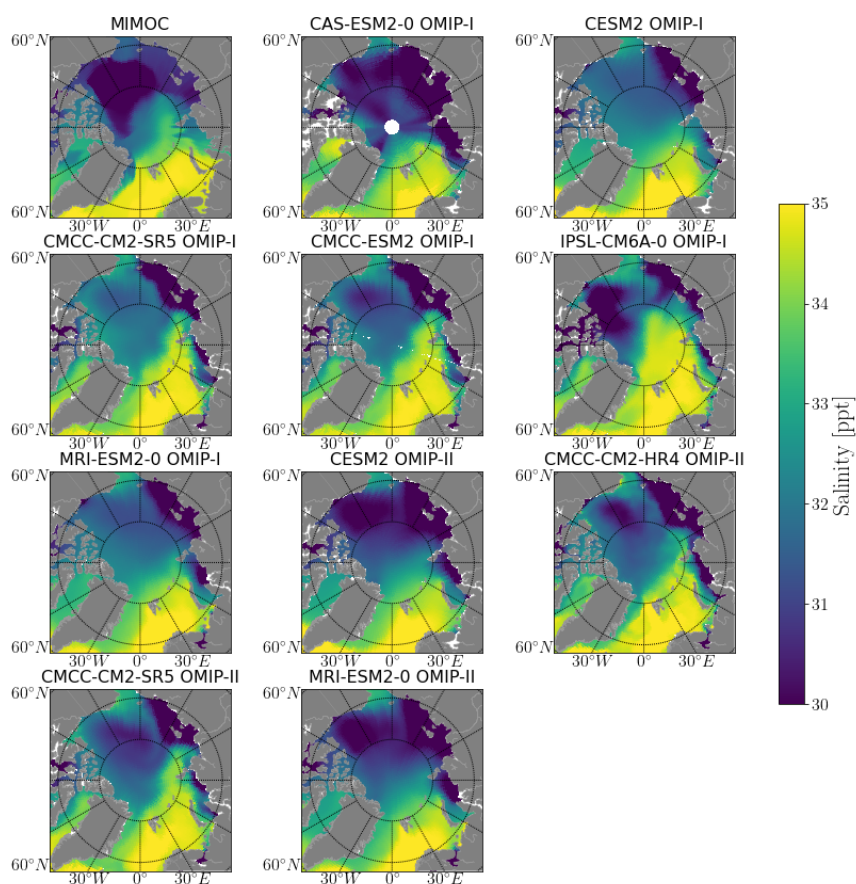 MIMOC CAS-ESM2-0 OMIP-I CESM2 OMIP-I
60°N 60°N 60°N
60°N 60°N 60°N
30°W 0° 30°E 30°W 0° 30°E 30°W 0° 30°E
CMCC-CM2-SR5 OMIP-I CMCC-ESM2 OMIP-I IPSL-CM6A-0 OMIP-I
60°N 60°N 60°N
60°N 60°N 60°N
30°W 0° 30°E 30°W 0° 30°E 30°W 0° 30°E
MRI-ESM2-0 OMIP-I CESM2 OMIP-II CMCC-CM2-HR4 OMIP-II
60°N 60°N 60°N
60°N 60°N 60°N
30°W 0° 30°E 30°W 0° 30°E 30°W 0° 30°E
CMCC-CM2-SR5 OMIP-II MRI-ESM2-0 OMIP-II
60°N 60°N
60°N 60°N
30°W 0° 30°E 30°W 0° 30°E
35
34
33
32
31
30
Salinity [ppt]